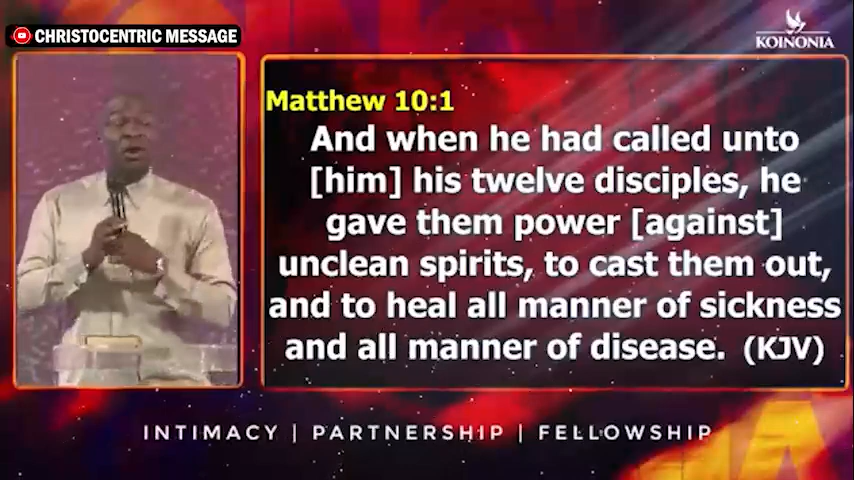 CHRISTOCENTRIC MESSAGE
KOINONIA
Matthew 10:1
And when he had called unto
[him] his twelve disciples, he
gave them power [against]
unclean spirits, to cast them out,
and to heal all manner of sickness
and all manner of disease. (KJV)
INTIMACY | PARTNERSHIP | FELLOWSHIP